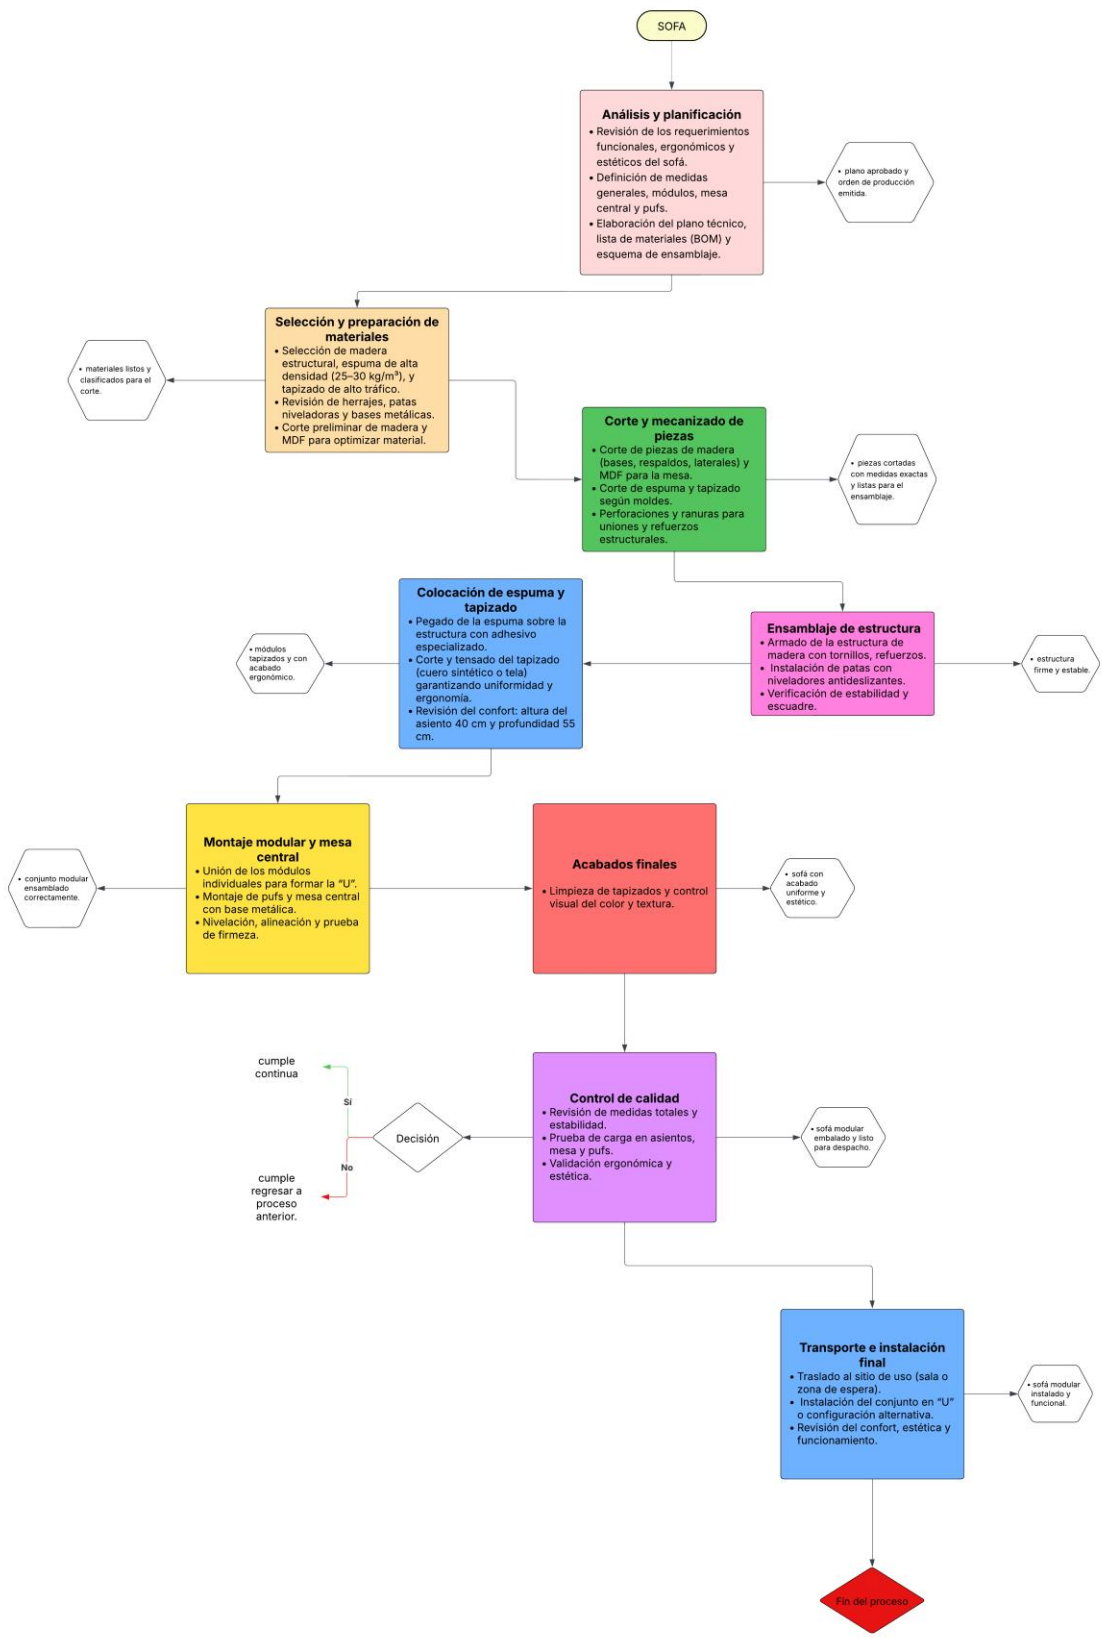 SOFA
Análisis y planificación
• Revisión de los requerimientos
funcionales, ergonómicos y
estéticos del sofá.
• Definición de medidas
generales, módulos, mesa
central y pufs.
• Elaboración del plano técnico,
lista de materiales (BOM) y
esquema de ensamblaje.
• plano aprobado y
orden de producción
emitida.
Selección y preparación de
materiales
• Selección de madera
estructural, espuma de alta
densidad (25–30 kg/m³), y
tapizado de alto tráfico.
• Revisión de herrajes, patas
niveladoras y bases metálicas.
• Corte preliminar de madera y
MDF para optimizar material.
• materiales listos y
clasificados para el
corte.
Corte y mecanizado de
piezas
• Corte de piezas de madera
(bases, respaldos, laterales) y
MDF para la mesa.
• Corte de espuma y tapizado
según moldes.
• Perforaciones y ranuras para
uniones y refuerzos
estructurales.
• piezas cortadas
con medidas exactas
y listas para el
ensamblaje.
Ensamblaje de estructura
• Armado de la estructura de
madera con tornillos, refuerzos.
• Instalación de patas con
niveladores antideslizantes.
• Verificación de estabilidad y
escuadre.
• estructura
firme y estable.
Colocación de espuma y
tapizado
• Pegado de la espuma sobre la
estructura con adhesivo
especializado.
• Corte y tensado del tapizado
(cuero sintético o tela)
garantizando uniformidad y
ergonomía.
• Revisión del confort: altura del
asiento 40 cm y profundidad 55
cm.
• módulos
tapizados y con
acabado
ergonómico.
Montaje modular y mesa
central
• Unión de los módulos
individuales para formar la “U”.
• Montaje de pufs y mesa central
con base metálica.
• Nivelación, alineación y prueba
de firmeza.
• conjunto modular
ensamblado
correctamente.
Acabados finales
• Limpieza de tapizados y control
visual del color y textura.
• sofá con
acabado
uniforme y
estético.
Control de calidad
• Revisión de medidas totales y
estabilidad.
• Prueba de carga en asientos,
mesa y pufs.
• Validación ergonómica y
estética.
• sofá modular
embalado y listo
para despacho.
Decisión
Sí
cumple
continua
No
cumple
regresar a
proceso
anterior.
Transporte e instalación
final
• Traslado al sitio de uso (sala o
zona de espera).
• Instalación del conjunto en “U”
o configuración alternativa.
• Revisión del confort, estética y
funcionamiento.
• sofá modular
instalado y
funcional.
Fin del proceso